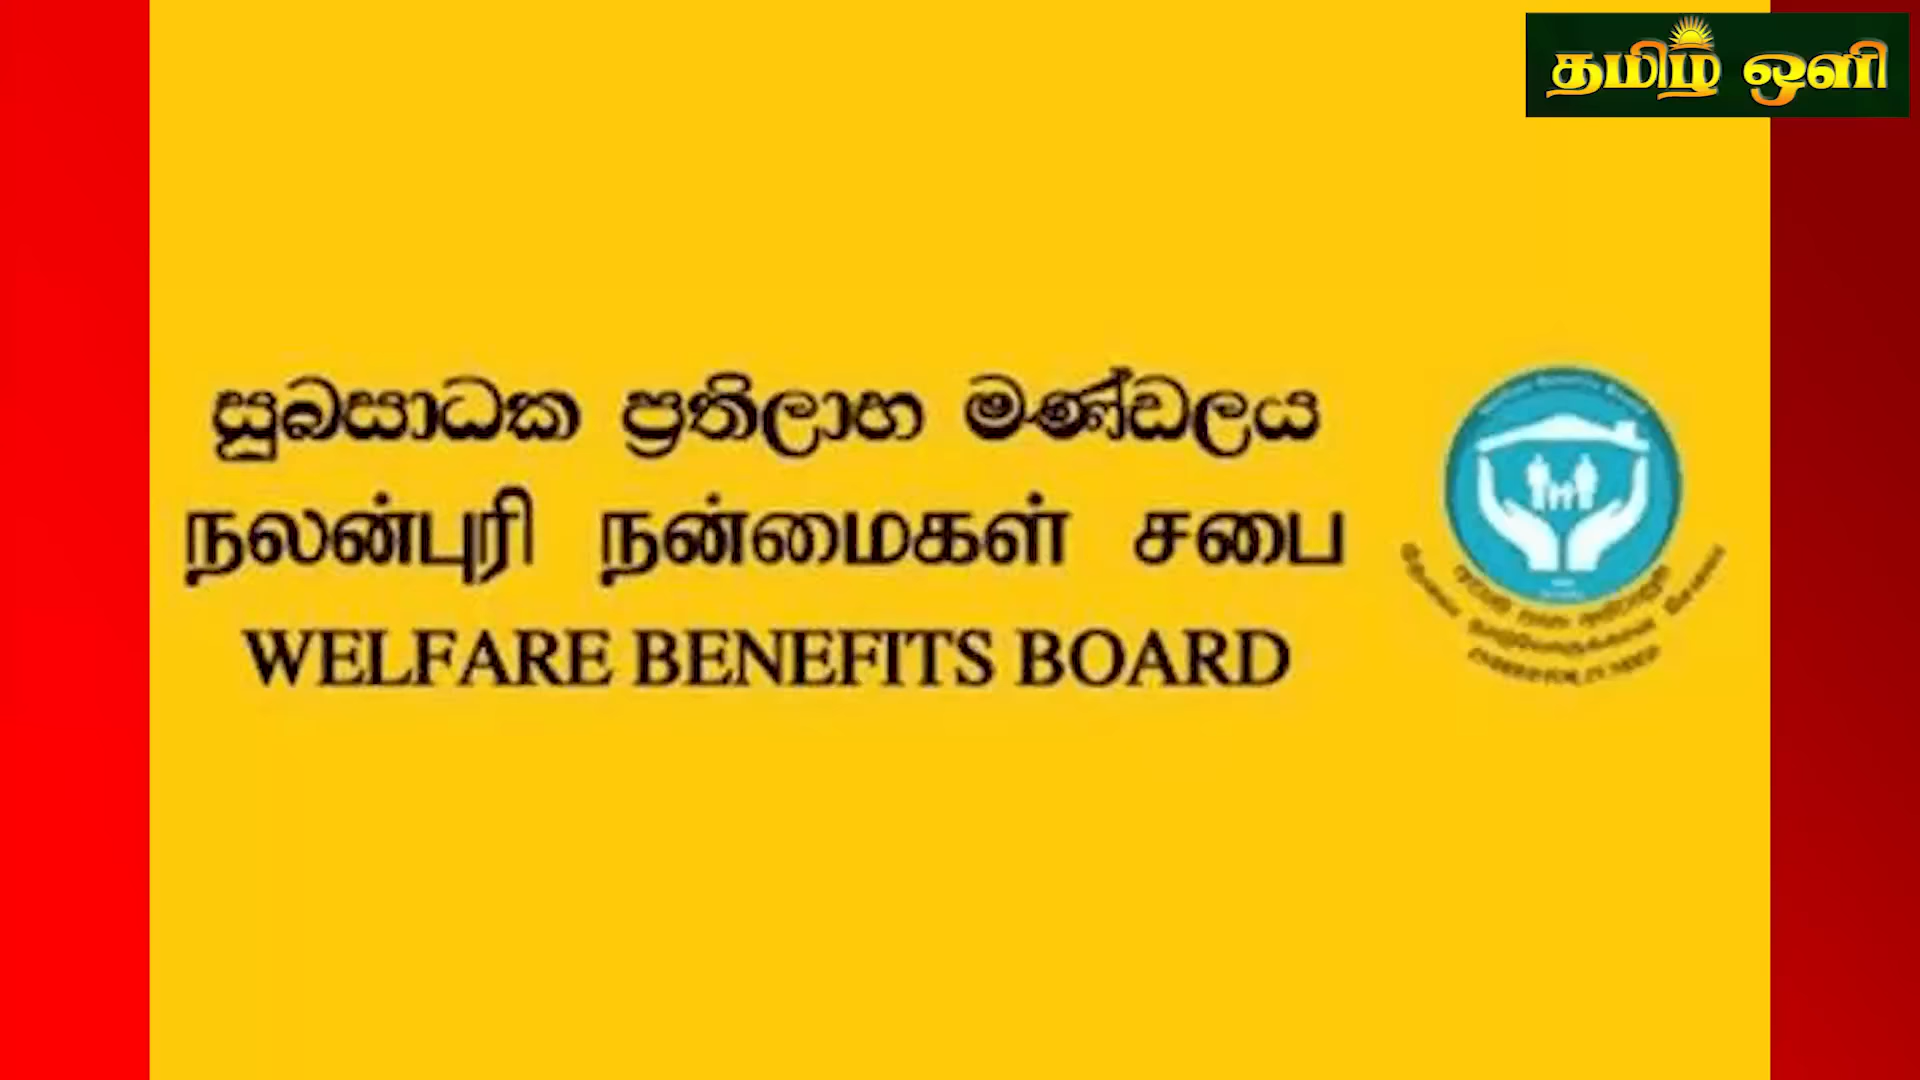 தமிழ் ஒளி
සුබසාධක ප්‍රතිලාභ මණ්ඩලය
நலன்புரி நன்மைகள் சபை
WELFARE BENEFITS BOARD